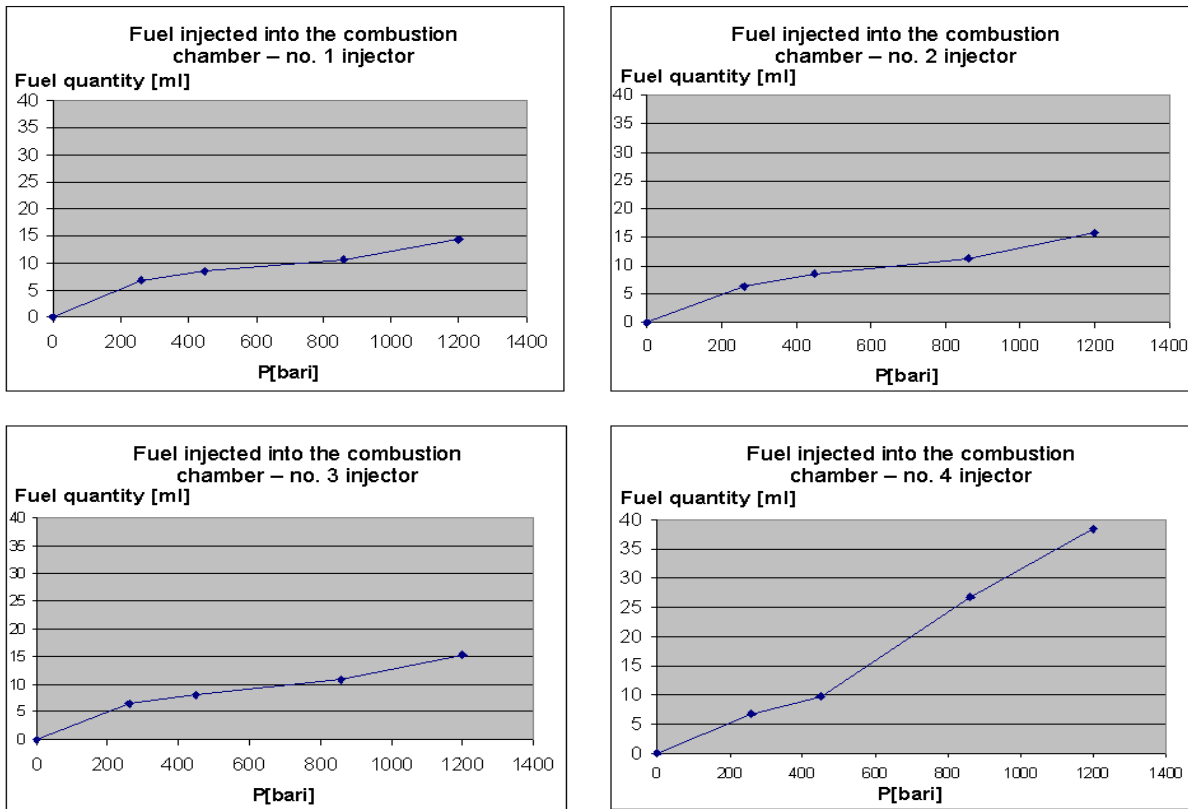 Fuel injected into the combustion
chamber – no. 1 injector
Fuel quantity [ml]
40
35
30
25
20
15
10
5
0
0 200 400 600 800 1000 1200 1400
P[bari]
Fuel injected into the combustion
chamber – no. 2 injector
Fuel quantity [ml]
40
35
30
25
20
15
10
5
0
0 200 400 600 800 1000 1200 1400
P[bari]
Fuel injected into the combustion
chamber – no. 3 injector
Fuel quantity [ml]
40
35
30
25
20
15
10
5
0
0 200 400 600 800 1000 1200 1400
P[bari]
Fuel injected into the combustion
chamber – no. 4 injector
Fuel quantity [ml]
40
35
30
25
20
15
10
5
0
0 200 400 600 800 1000 1200 1400
P[bari]